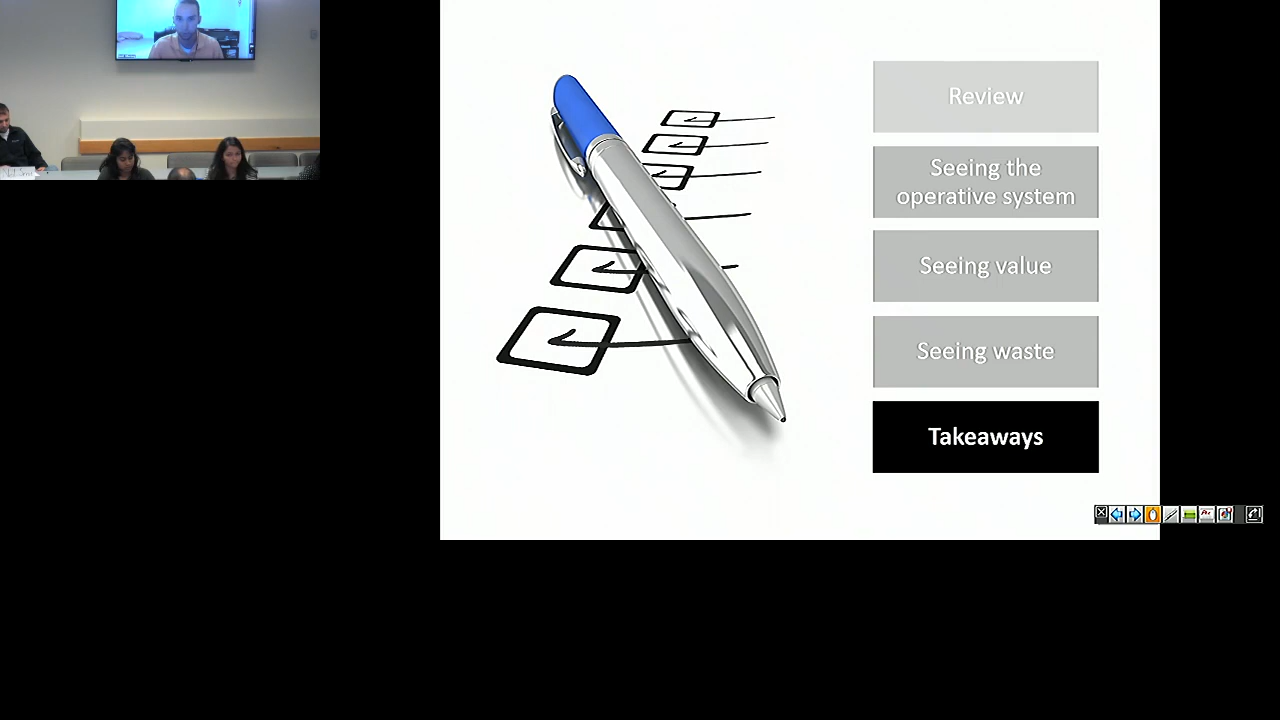 Review
Seeing the
operative system
Seeing value
Seeing waste
Takeaways